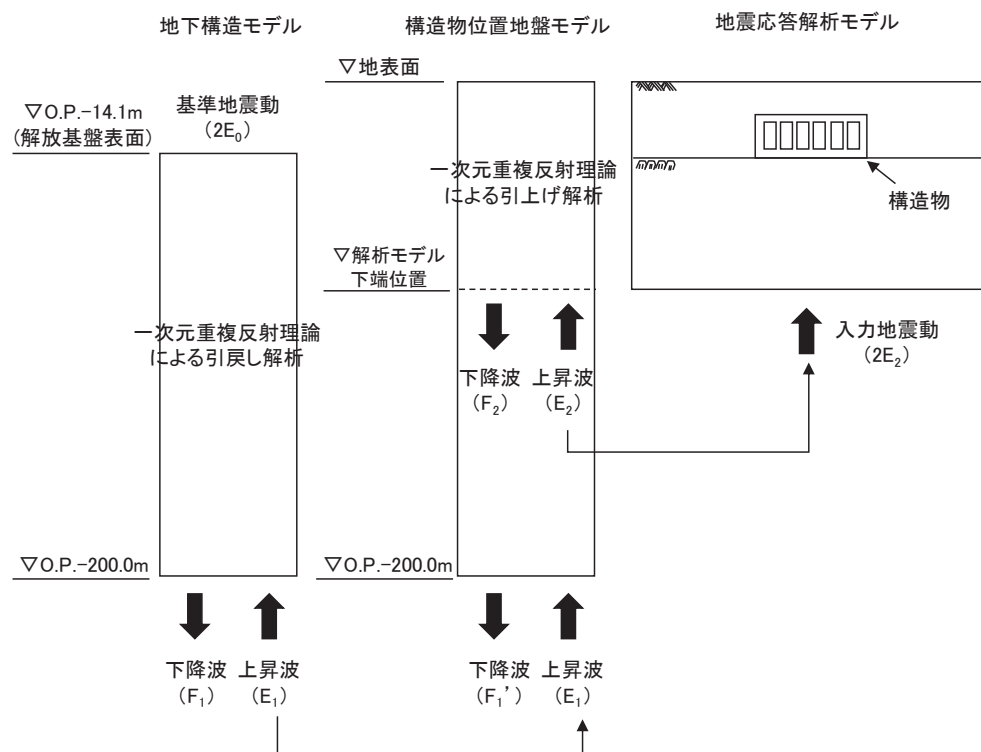 地下構造モデル
▽O.P.-14.1m
(解放基盤表面)
基準地震動
(2E₀)
一次元重複反射理論
による引戻し解析
▽O.P.-200.0m
下降波
(F₁)
上昇波
(E₁)
構造物位置地盤モデル
▽地表面
一次元重複反射理論
による引上げ解析
▽解析モデル
下端位置
下降波
(F₂)
上昇波
(E₂)
▽O.P.-200.0m
下降波
(F₁')
上昇波
(E₁)
地震応答解析モデル
構造物
入力地震動
(2E₂)